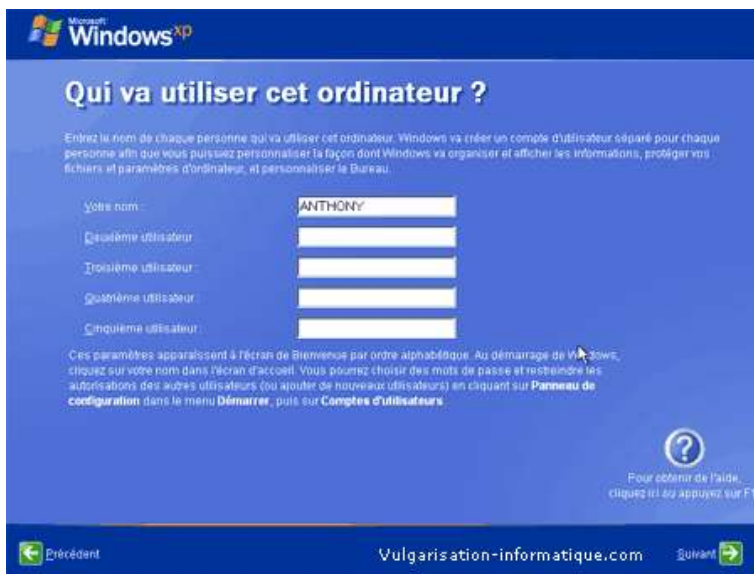 Microsoft
Windows xp
Qui va utiliser cet ordinateur ?
Entrez le nom de chaque personne qui va utiliser cet ordinateur. Windows va créer un compte d'utilisateur séparé pour chaque
personne afin que vous puissiez personnaliser la façon dont Windows va organiser et afficher les informations, protéger vos
fichiers et paramètres d'ordinateur, et personnaliser le Bureau.
Votre nom : ANTHONY
Deuxième utilisateur :
Troisième utilisateur :
Quatrième utilisateur :
Cinquième utilisateur :
Ces paramètres apparaissent à l'écran de Bienvenue par ordre alphabétique. Au démarrage de Windows,
cliquez sur votre nom dans l'écran d'accueil. Vous pourrez choisir des mots de passe et restreindre les
autorisations des autres utilisateurs (ou ajouter de nouveaux utilisateurs) en cliquant sur Panneau de
configuration dans le menu Démarrer, puis sur Comptes d'utilisateurs.
?
Pour obtenir de l'aide,
cliquez ici ou appuyez sur F1
Précédent
Vulgarisation-informatique.com
Suivant